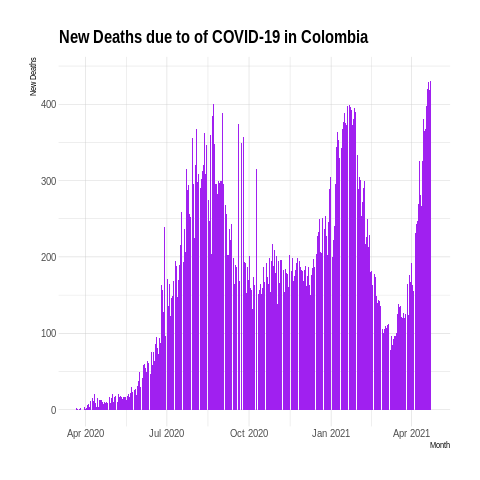 New Deaths due to of COVID-19 in Colombia
New Deaths
400
300
200
100
0
Apr 2020
Jul 2020
Oct 2020
Jan 2021
Apr 2021
Month